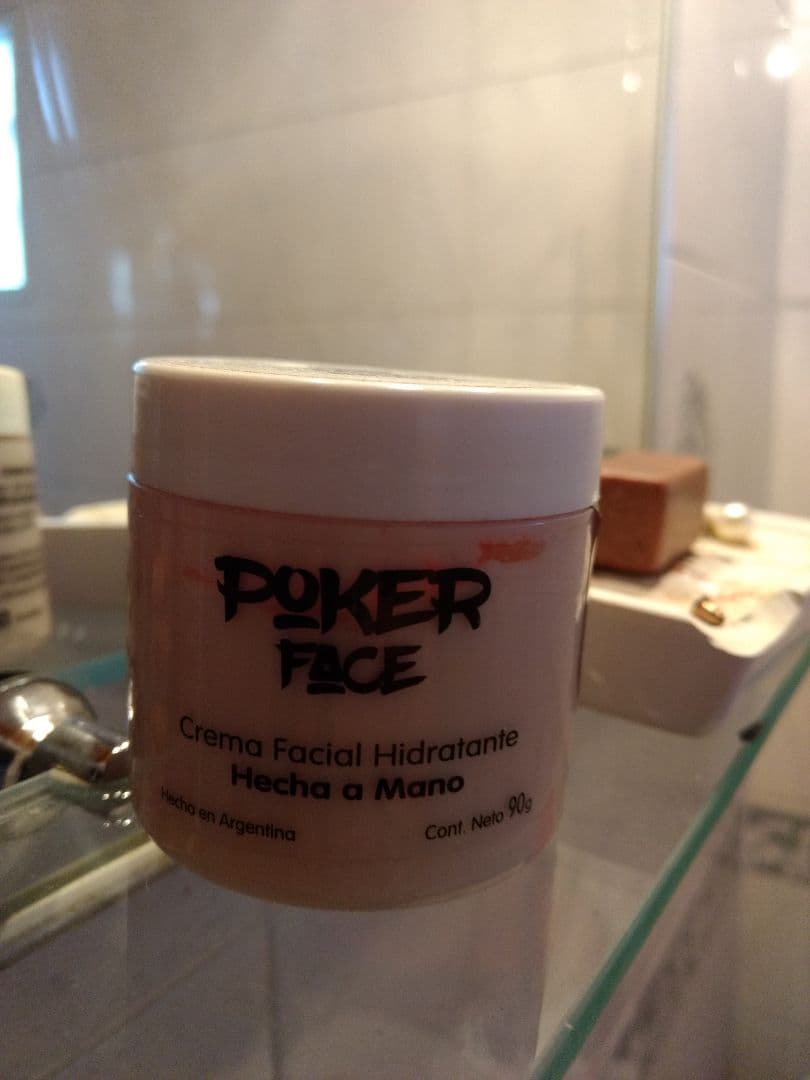 POKER
FACE
Crema Facial Hidratante
Hecha a Mano
Hecho en Argentina
Cont. Neto 90g